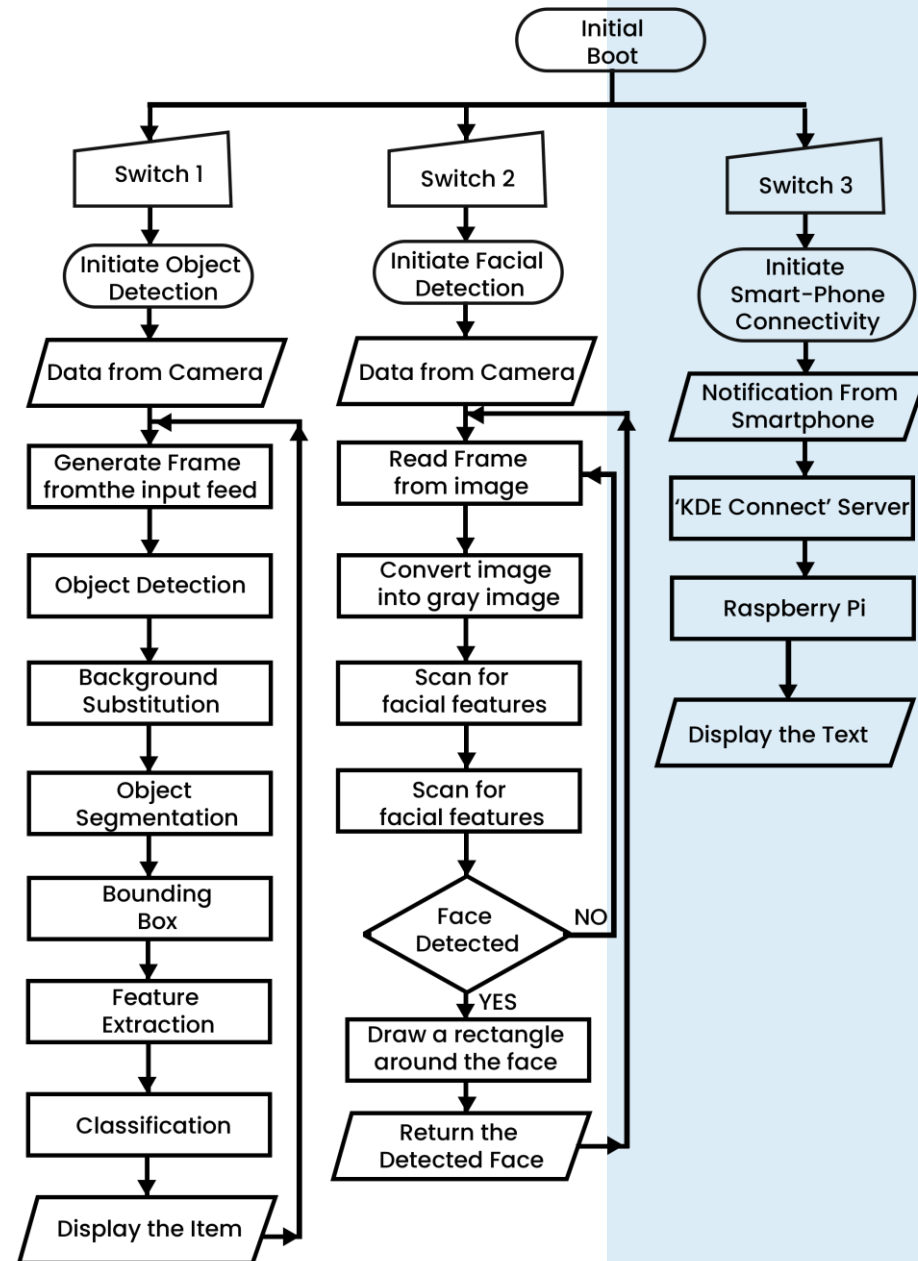 Initial
Boot
Switch 1
Initiate Object
Detection
Data from Camera
Generate Frame
fromthe input feed
Object Detection
Background
Substitution
Object
Segmentation
Bounding
Box
Feature
Extraction
Classification
Display the Item
Switch 2
Initiate Facial
Detection
Data from Camera
Read Frame
from image
Convert image
into gray image
Scan for
facial features
Scan for
facial features
Face
Detected
NO
YES
Draw a rectangle
around the face
Return the
Detected Face
Switch 3
Initiate
Smart-Phone
Connectivity
Notification From
Smartphone
‘KDE Connect’ Server
Raspberry Pi
Display the Text